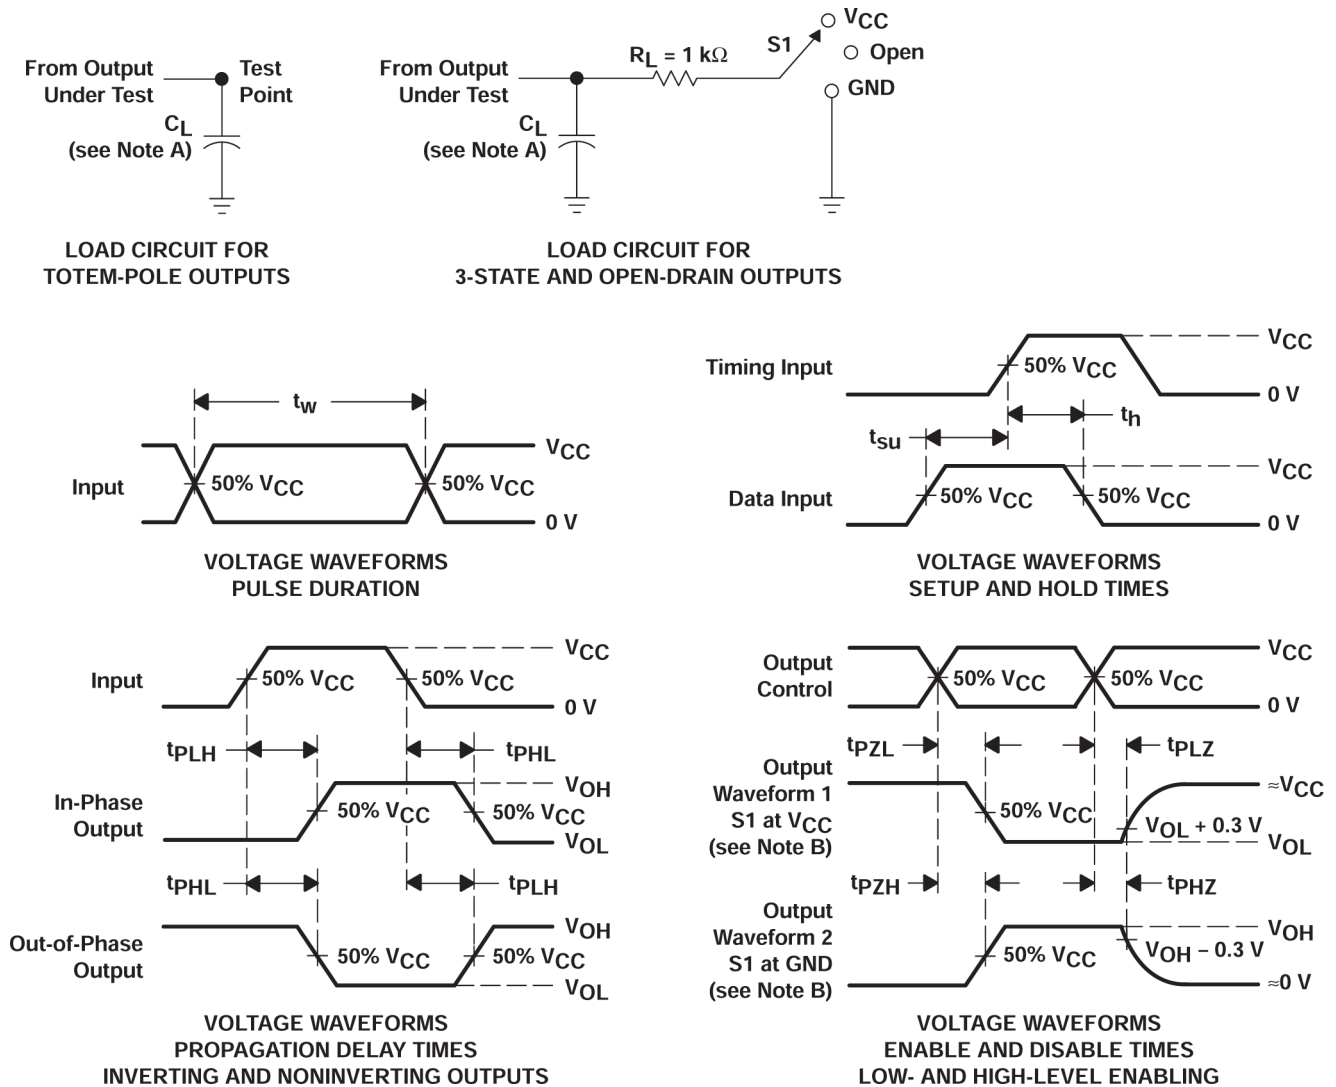 From Output
Under Test
Test
Point
CL
(see Note A)
LOAD CIRCUIT FOR
TOTEM-POLE OUTPUTS
From Output
Under Test
RL = 1 kΩ
S1
VCC
Open
GND
CL
(see Note A)
LOAD CIRCUIT FOR
3-STATE AND OPEN-DRAIN OUTPUTS
tw
Input
50% VCC
50% VCC
VCC
0 V
VOLTAGE WAVEFORMS
PULSE DURATION
Timing Input
50% VCC
VCC
0 V
th
tsu
Data Input
50% VCC
50% VCC
VCC
0 V
VOLTAGE WAVEFORMS
SETUP AND HOLD TIMES
Input
50% VCC
50% VCC
VCC
0 V
tPLH
tPHL
In-Phase
Output
50% VCC
50% VCC
VOH
VOL
tPHL
tPLH
Out-of-Phase
Output
50% VCC
50% VCC
VOH
VOL
VOLTAGE WAVEFORMS
PROPAGATION DELAY TIMES
INVERTING AND NONINVERTING OUTPUTS
Output
Control
50% VCC
50% VCC
VCC
0 V
tPZL
tPLZ
Output
Waveform 1
S1 at VCC
(see Note B)
50% VCC
≈VCC
VOL + 0.3 V
VOL
tPZH
tPHZ
Output
Waveform 2
S1 at GND
(see Note B)
50% VCC
VOH
VOH − 0.3 V
≈0 V
VOLTAGE WAVEFORMS
ENABLE AND DISABLE TIMES
LOW- AND HIGH-LEVEL ENABLING